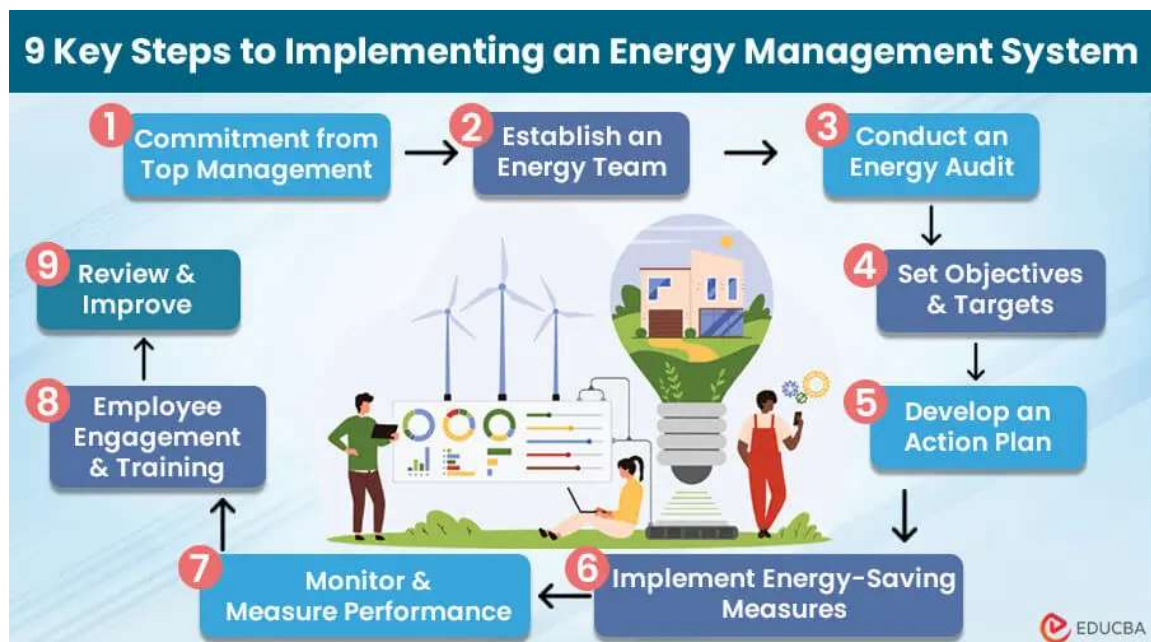 9 Key Steps to Implementing an Energy Management System
1
Commitment from
Top Management
2
Establish an
Energy Team
3
Conduct an
Energy Audit
4
Set Objectives
& Targets
5
Develop an
Action Plan
6
Implement Energy-Saving
Measures
7
Monitor &
Measure Performance
8
Employee
Engagement
& Training
9
Review &
Improve
EDUCBA